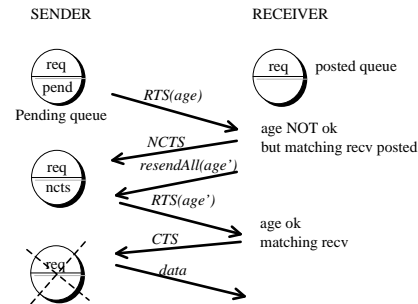 SENDER
RECEIVER
req
pend
Pending queue
req
posted queue
RTS(age)
age NOT ok
but matching recv posted
NCTS
resendAll(age')
req
ncts
RTS(age')
age ok
matching recv
CTS
req
data